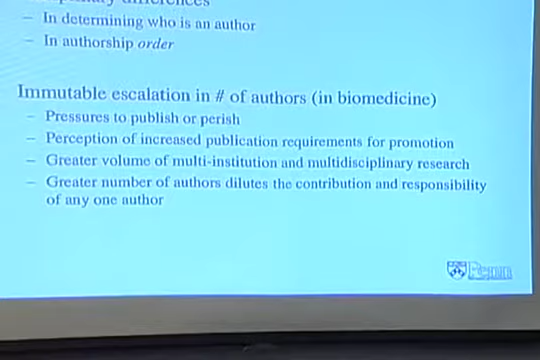 differences
– In determining who is an author
– In authorship order
Immutable escalation in # of authors (in biomedicine)
– Pressures to publish or perish
– Perception of increased publication requirements for promotion
– Greater volume of multi-institution and multidisciplinary research
– Greater number of authors dilutes the contribution and responsibility
of any one author
Penn